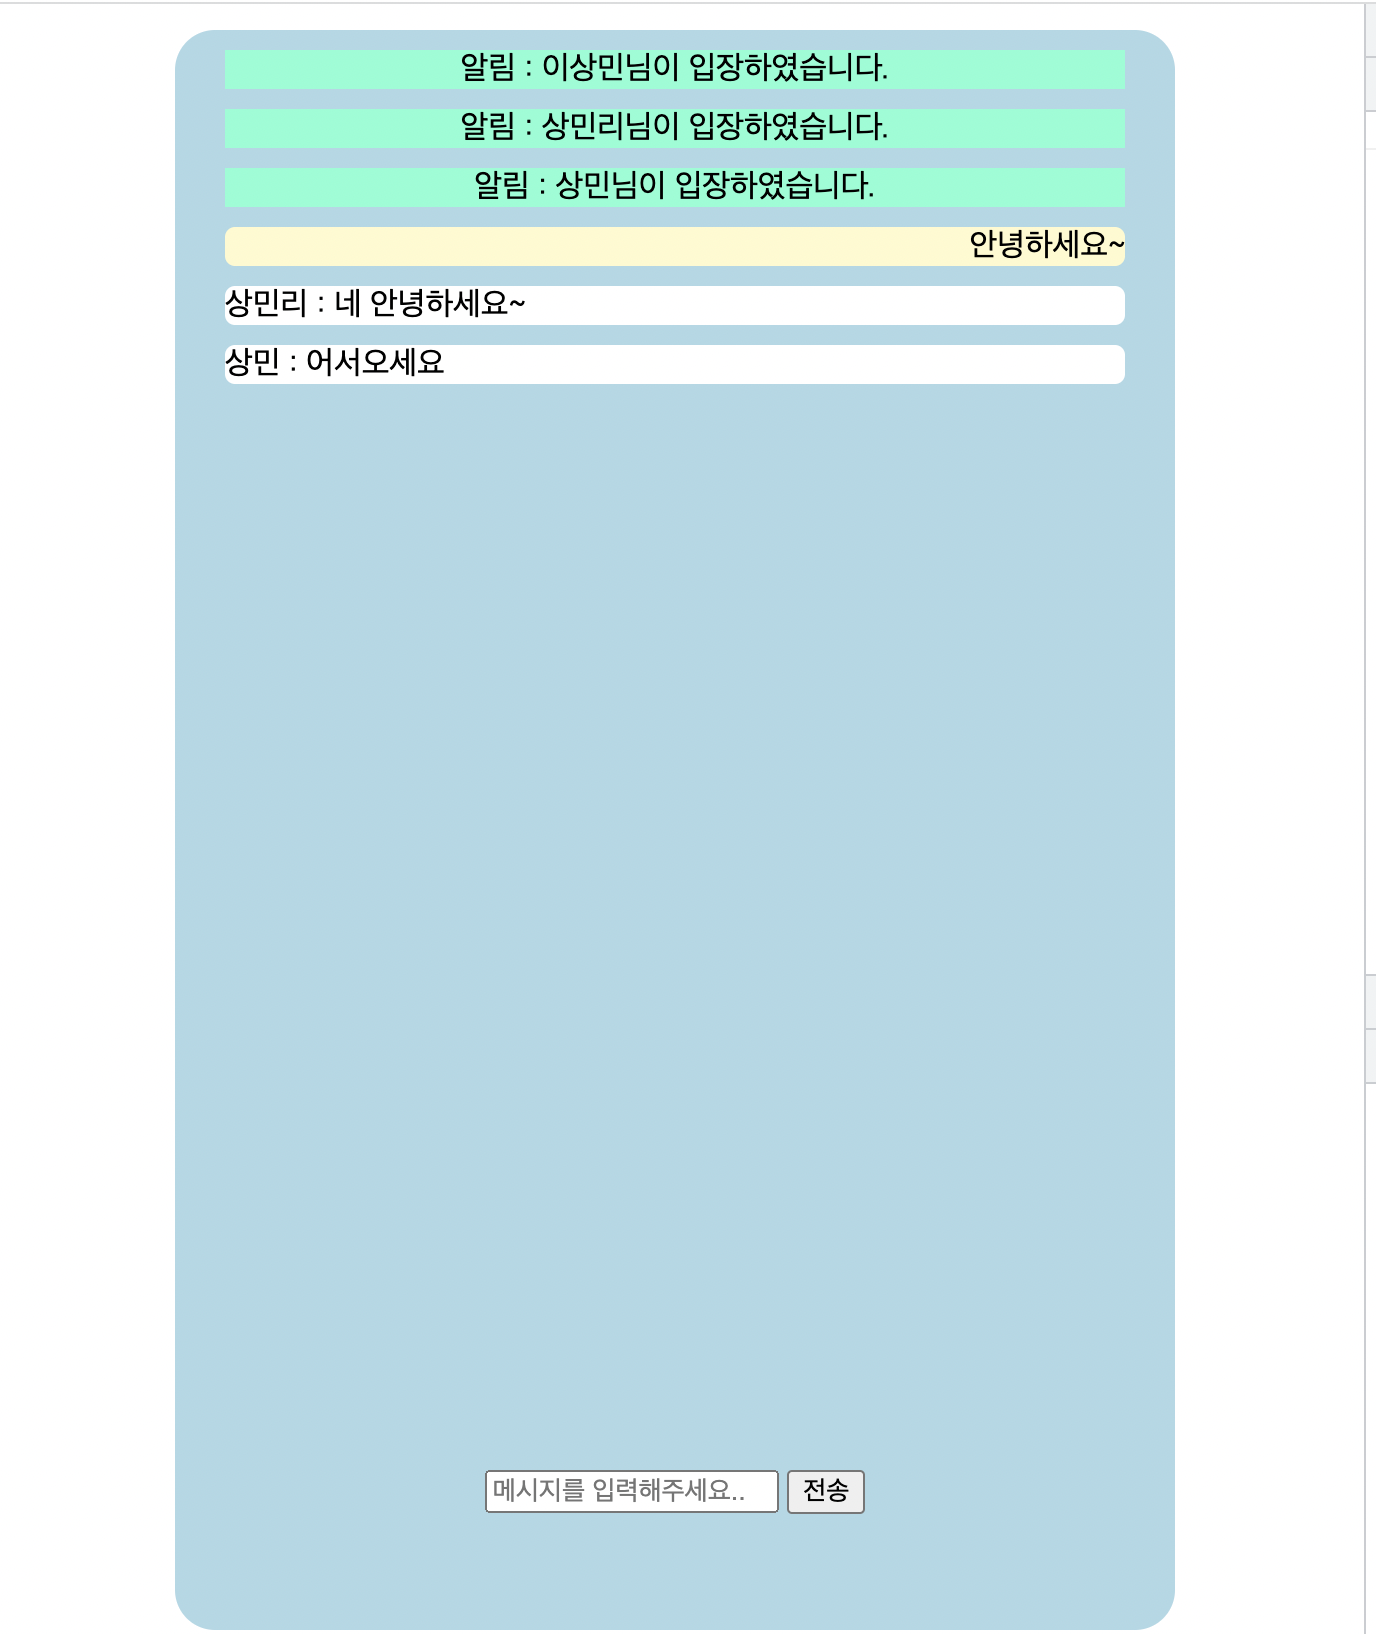 알림 : 이상민님이 입장하였습니다.
알림 : 상민리님이 입장하였습니다.
알림 : 상민님이 입장하였습니다.
안녕하세요~
상민리 : 네 안녕하세요~
상민 : 어서오세요
메시지를 입력해주세요.. 전송